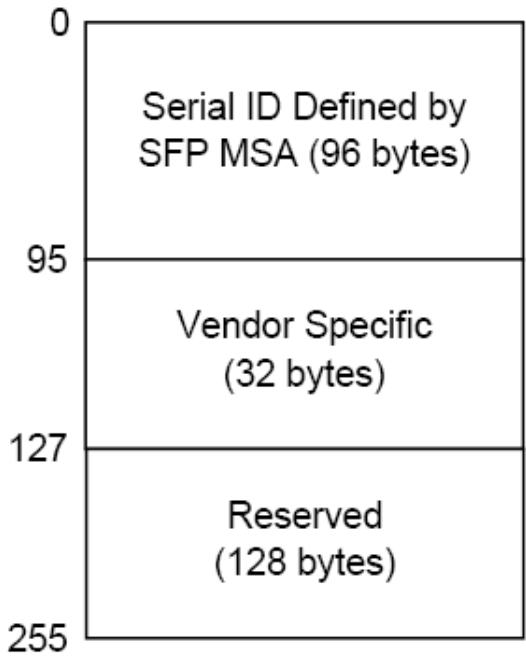 0
Serial ID Defined by
SFP MSA (96 bytes)
95
Vendor Specific
(32 bytes)
127
Reserved
(128 bytes)
255